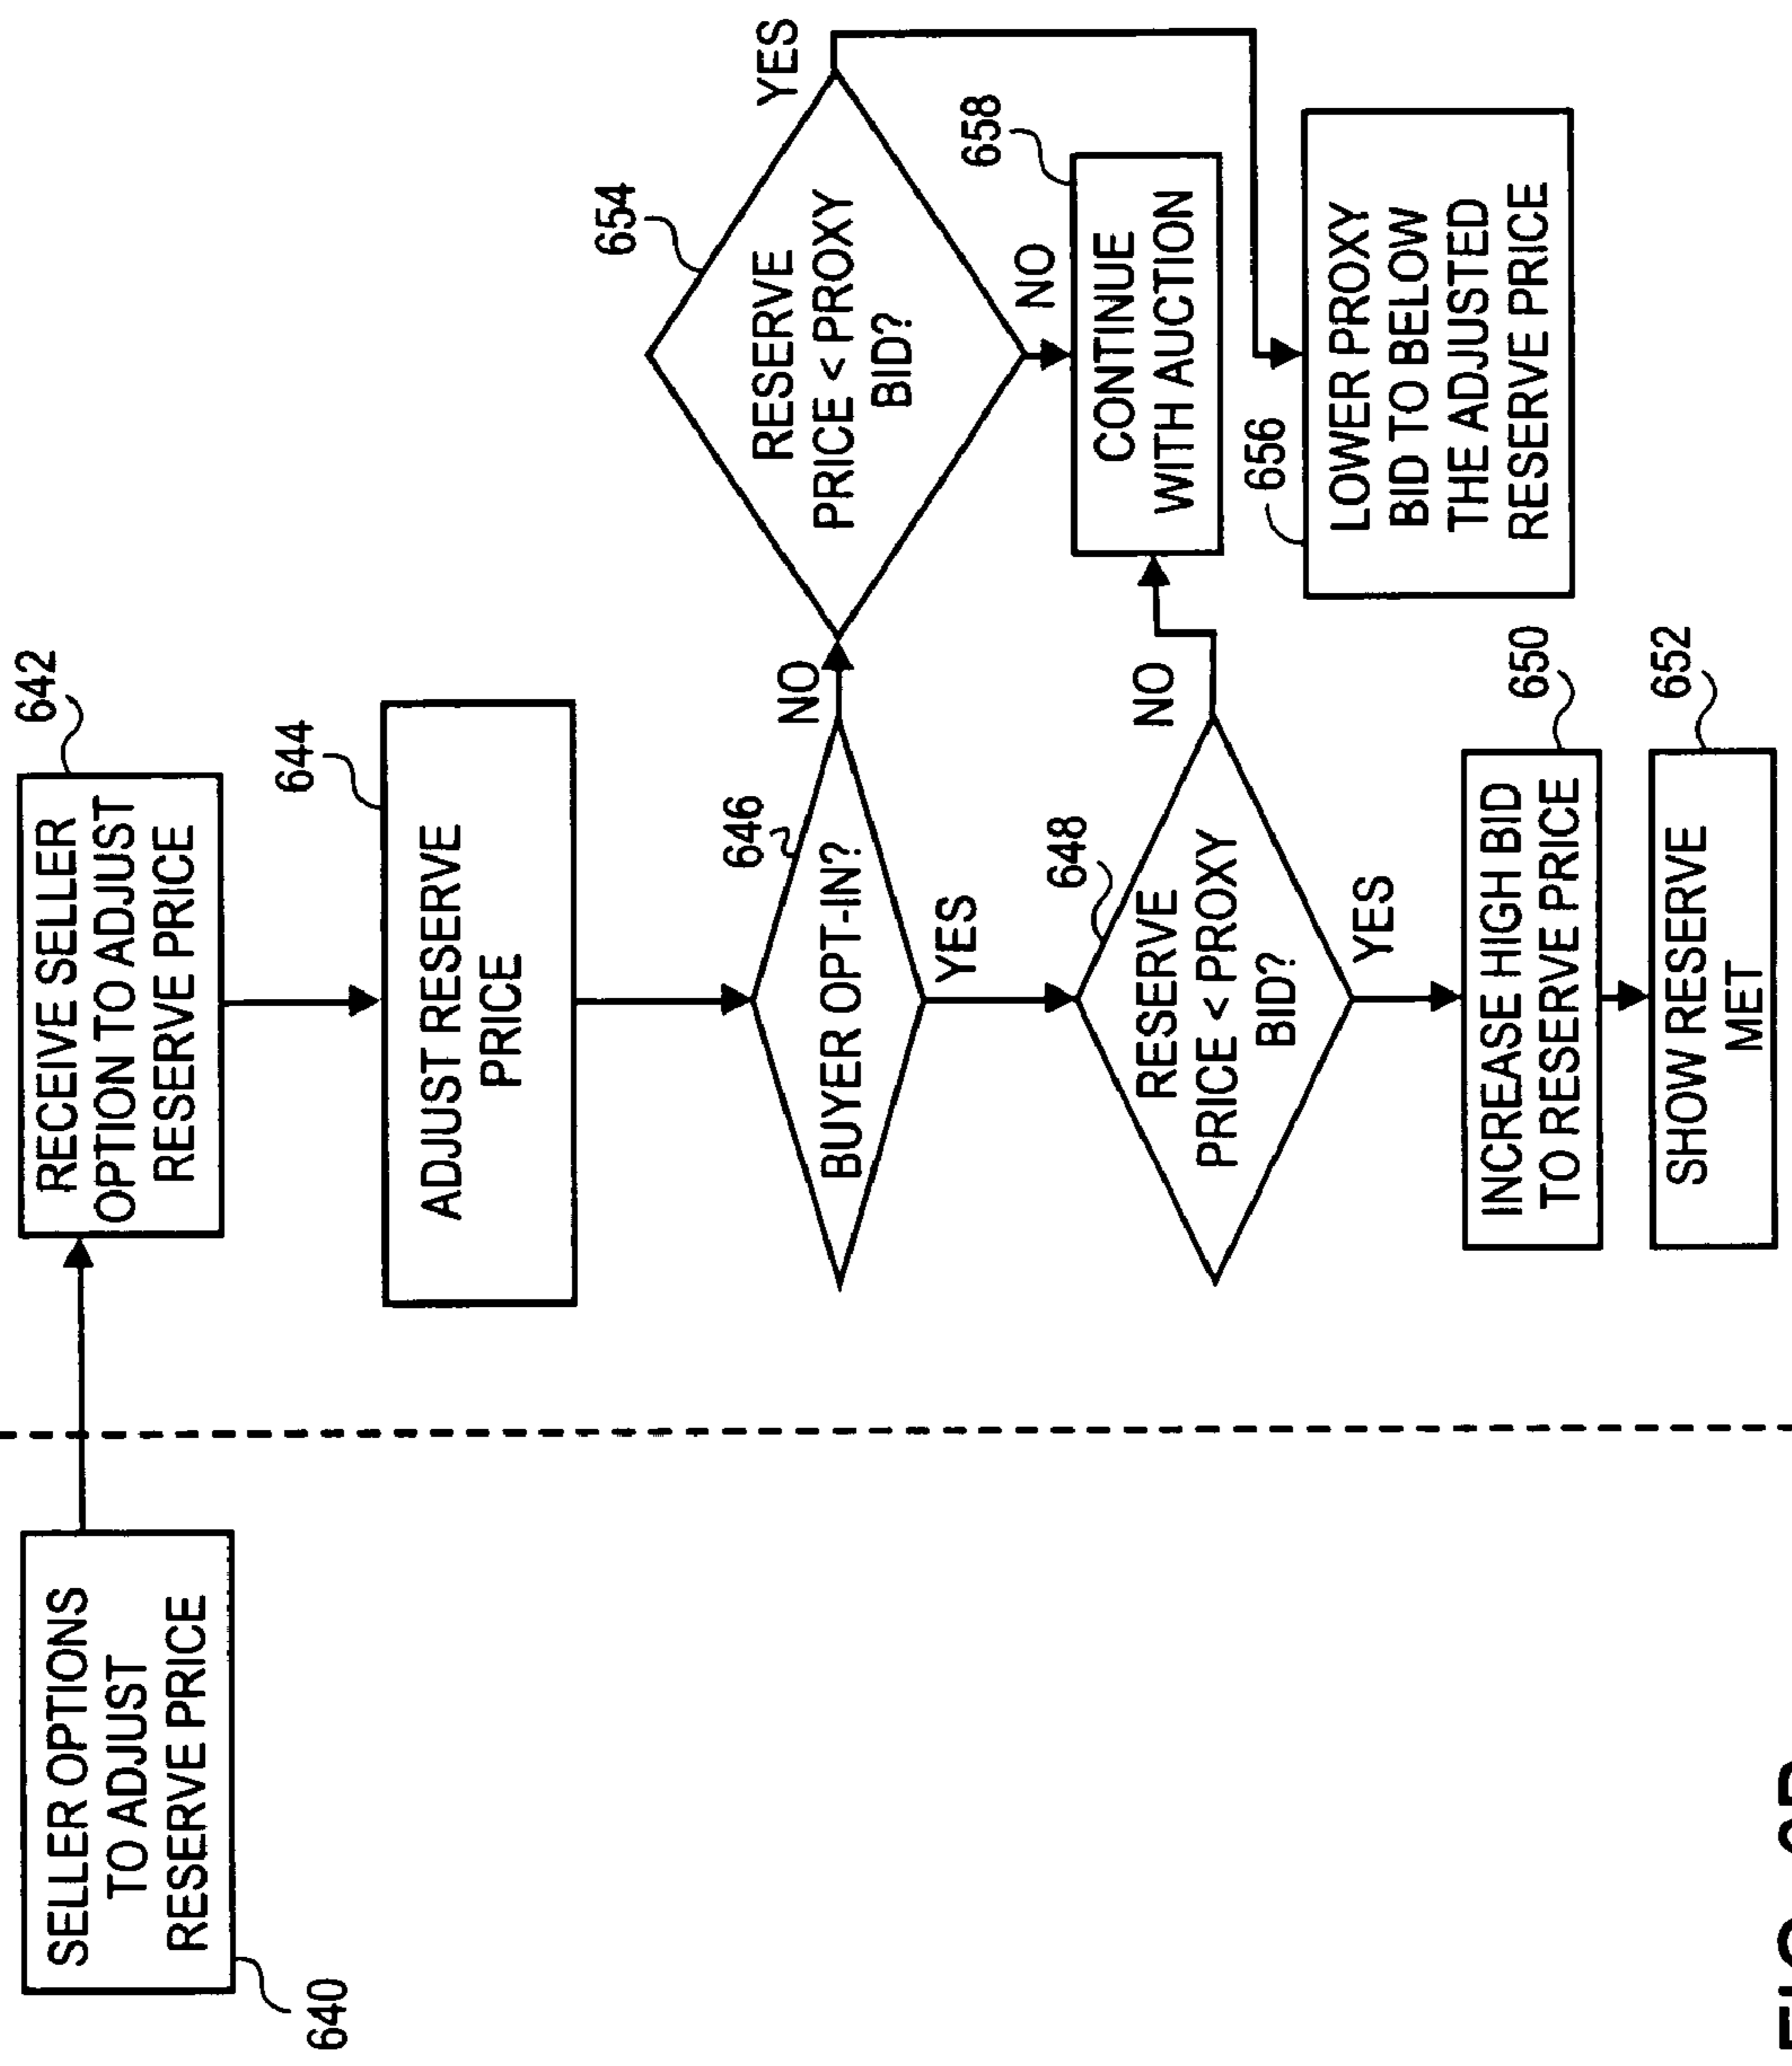 SELLER OPTIONS
TO ADJUST
RESERVE PRICE
640
RECEIVE SELLER
OPTION TO ADJUST
RESERVE PRICE
642
ADJUST RESERVE
PRICE
644
BUYER OPT-IN?
646
NO
YES
RESERVE
PRICE < PROXY
BID?
654
YES
NO
RESERVE
PRICE < PROXY
BID?
648
NO
YES
CONTINUE
WITH AUCTION
658
LOWER PROXY
BID TO BELOW
THE ADJUSTED
RESERVE PRICE
656
INCREASE HIGH BID
TO RESERVE PRICE
650
SHOW RESERVE
MET
652